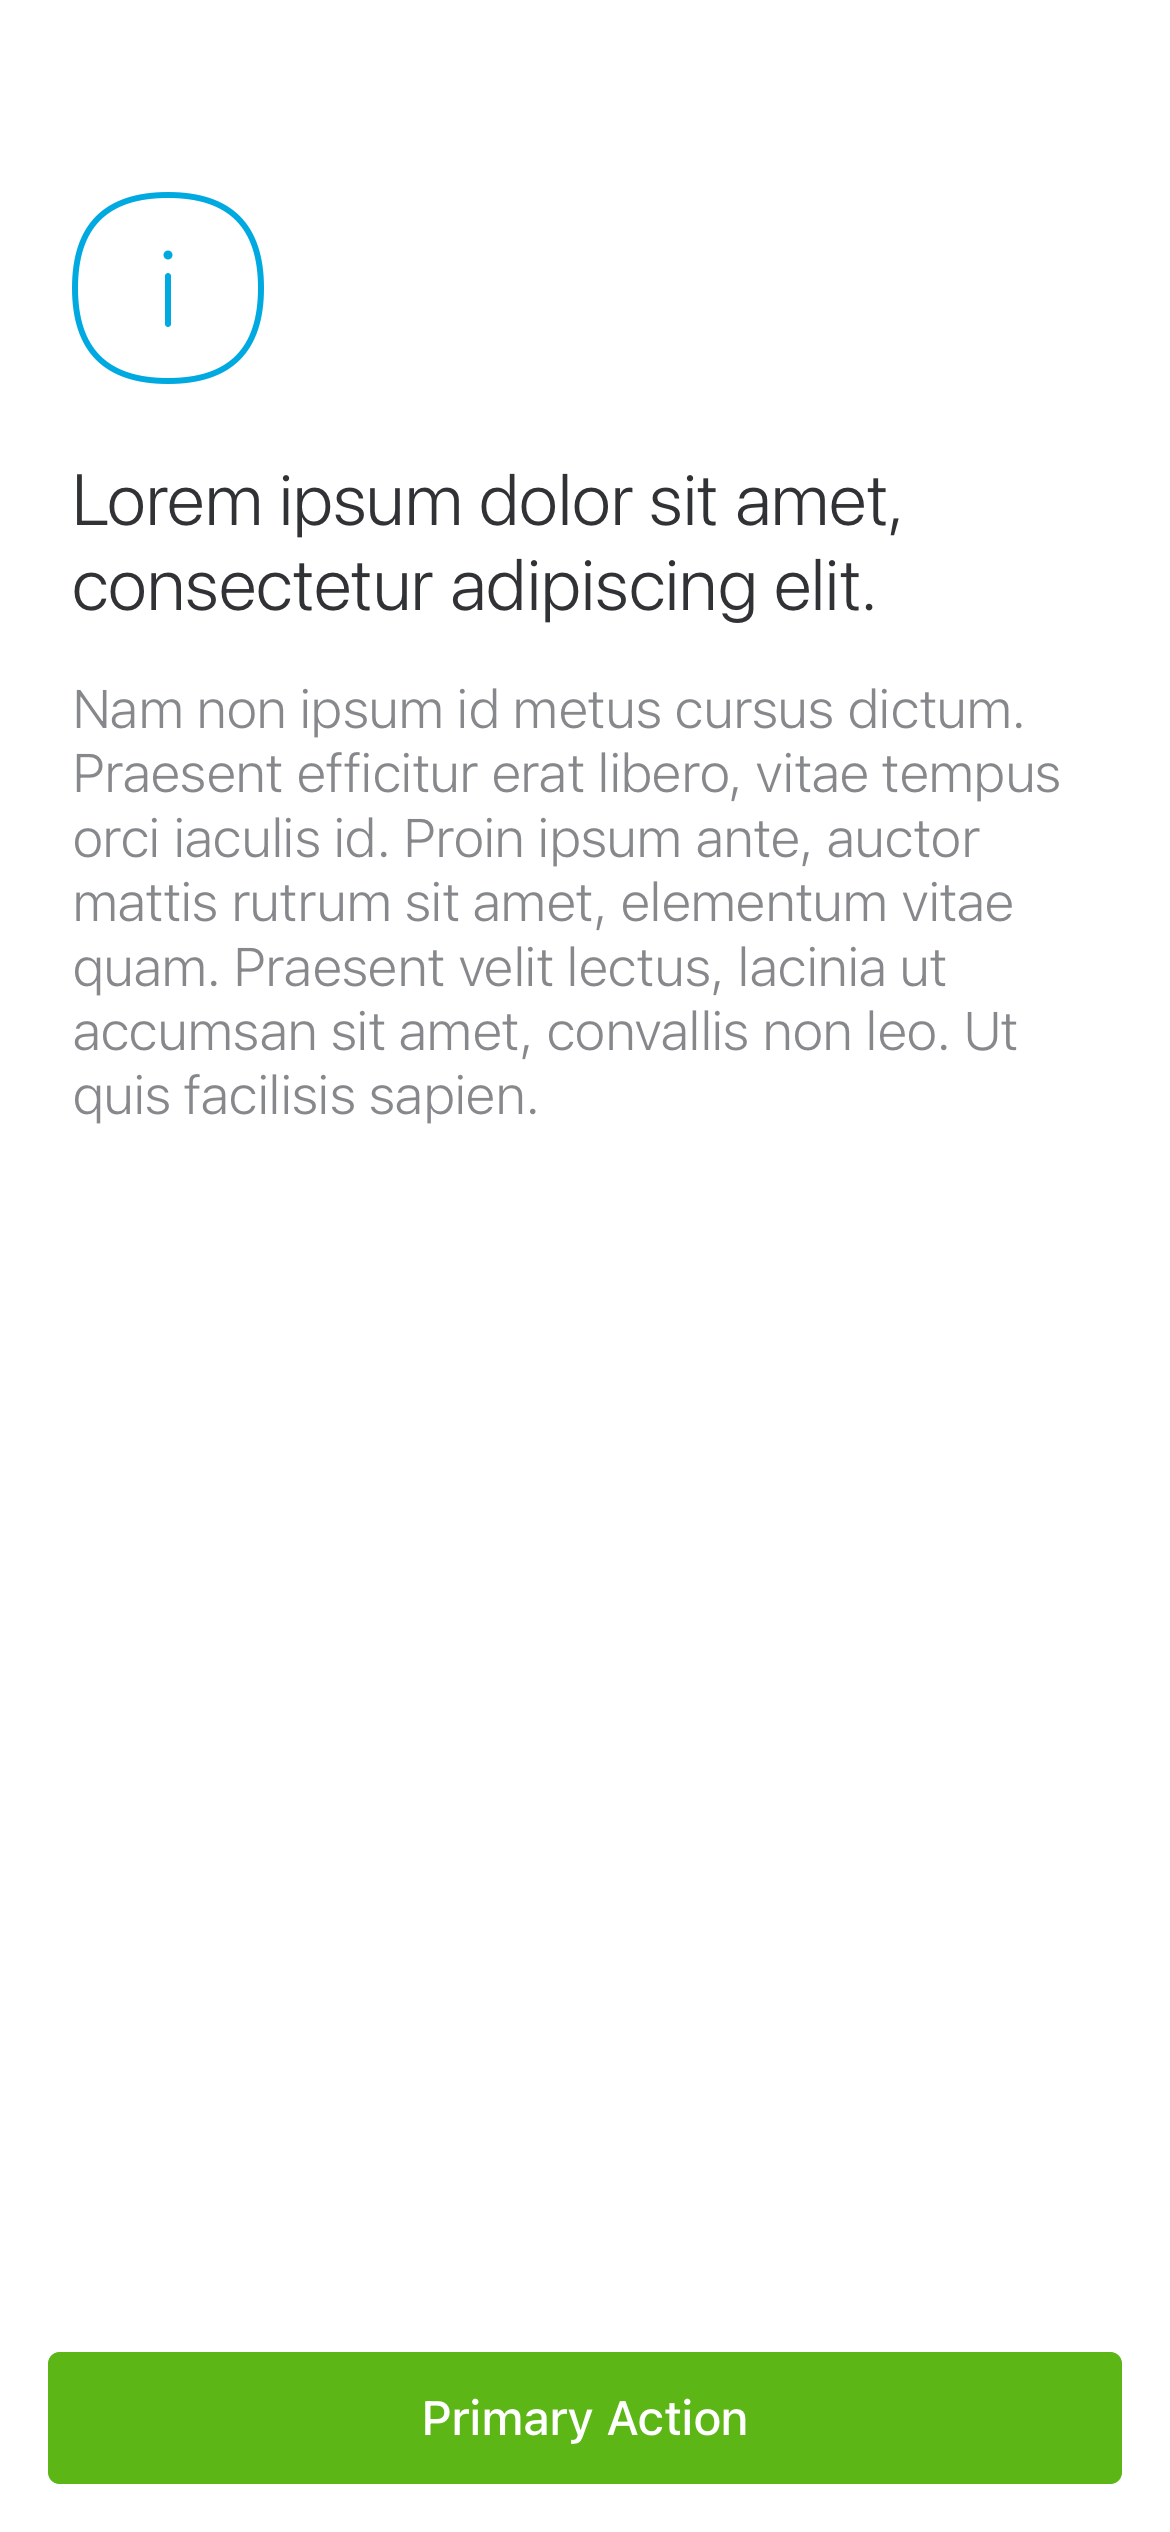 Lorem ipsum dolor sit amet,
consectetur adipiscing elit.
Nam non ipsum id metus cursus dictum.
Praesent efficitur erat libero, vitae tempus
orci iaculis id. Proin ipsum ante, auctor
mattis rutrum sit amet, elementum vitae
quam. Praesent velit lectus, lacinia ut
accumsan sit amet, convallis non leo. Ut
quis facilisis sapien.
Primary Action